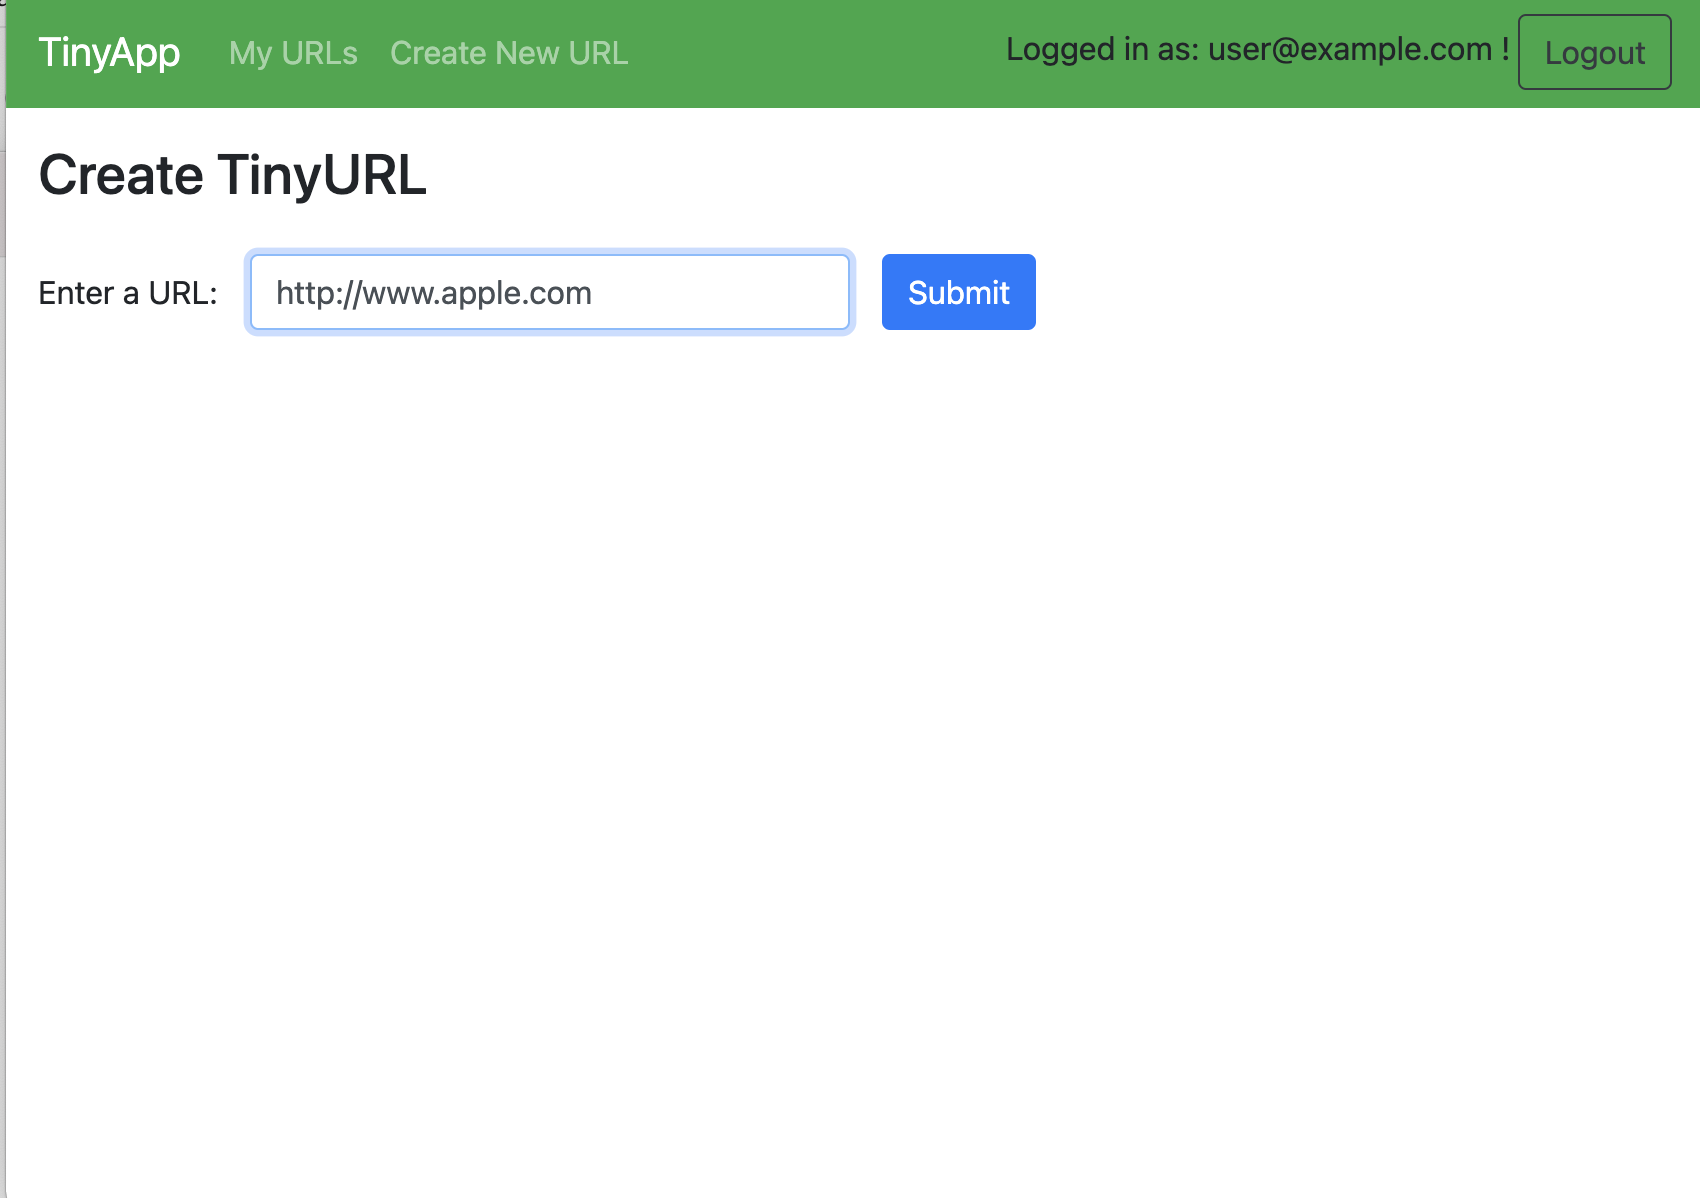 TinyApp My URLs Create New URL Logged in as: user@example.com ! Logout
Create TinyURL
Enter a URL: http://www.apple.com Submit